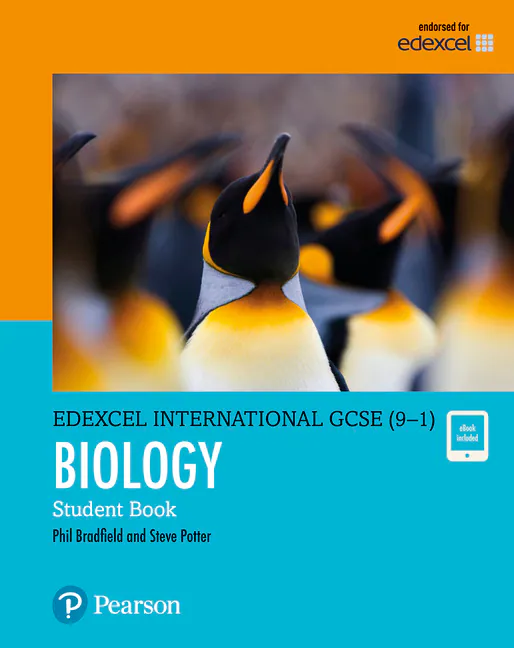 endorsed for
edexcel
EDEXCEL INTERNATIONAL GCSE (9–1)
eBook
included
BIOLOGY
Student Book
Phil Bradfield and Steve Potter
Pearson